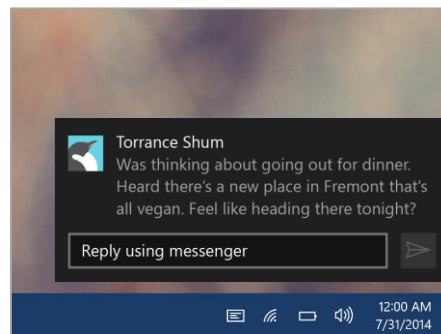 Torrance Shum
Was thinking about going out for dinner.
Heard there's a new place in Fremont that's
all vegan. Feel like heading there tonight?
Reply using messenger
12:00 AM
7/31/2014